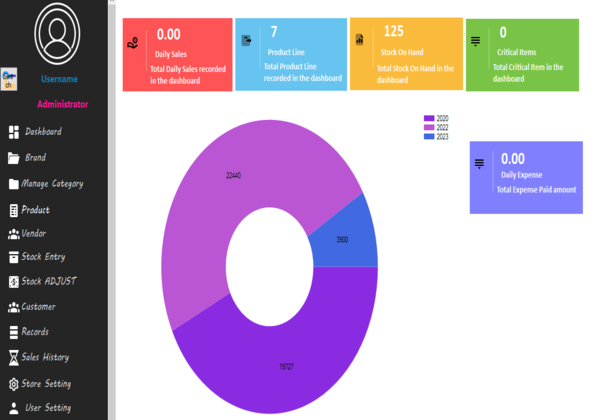 Username
Administrator
Dashboard
Brand
Manage Category
Product
Vendor
Stock Entry
Stock ADJUST
Customer
Records
Sales History
Store Setting
User Setting
0.00
Daily Sales
Total Daily Sales recorded
in the dashboard
7
Product Line
Total Product Line
recorded in the dashboard
125
Stock On Hand
Total Stock On Hand in the
dashboard
0
Critical Items
Total Critical Item in the
dashboard
2020
2022
2023
22440
3900
19727
0.00
Daily Expense
Total Expense Paid amount